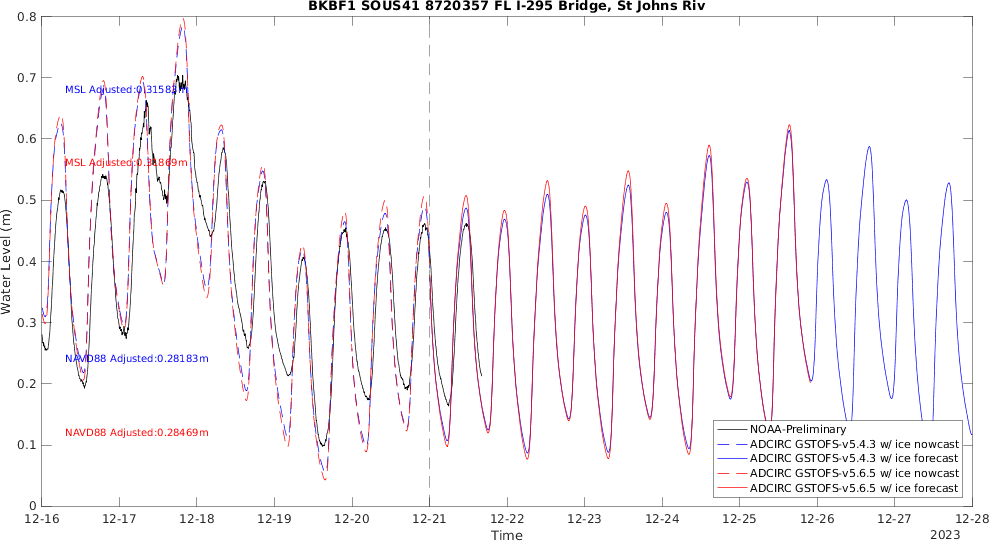 BKBF1 SOUS41 8720357 FL I-295 Bridge, St Johns Riv
0.8
0.7
0.6
0.5
0.4
0.3
0.2
0.1
0
Water Level (m)
MSL Adjusted:0.31583m
MSL Adjusted:0.31869m
NAVD88 Adjusted:0.28183m
NAVD88 Adjusted:0.28469m
NOAA-Preliminary
ADCIRC GSTOFS-v5.4.3 w/ ice nowcast
ADCIRC GSTOFS-v5.4.3 w/ ice forecast
ADCIRC GSTOFS-v5.6.5 w/ ice nowcast
ADCIRC GSTOFS-v5.6.5 w/ ice forecast
12-16 12-17 12-18 12-19 12-20 12-21 12-22 12-23 12-24 12-25 12-26 12-27 12-28
Time
2023